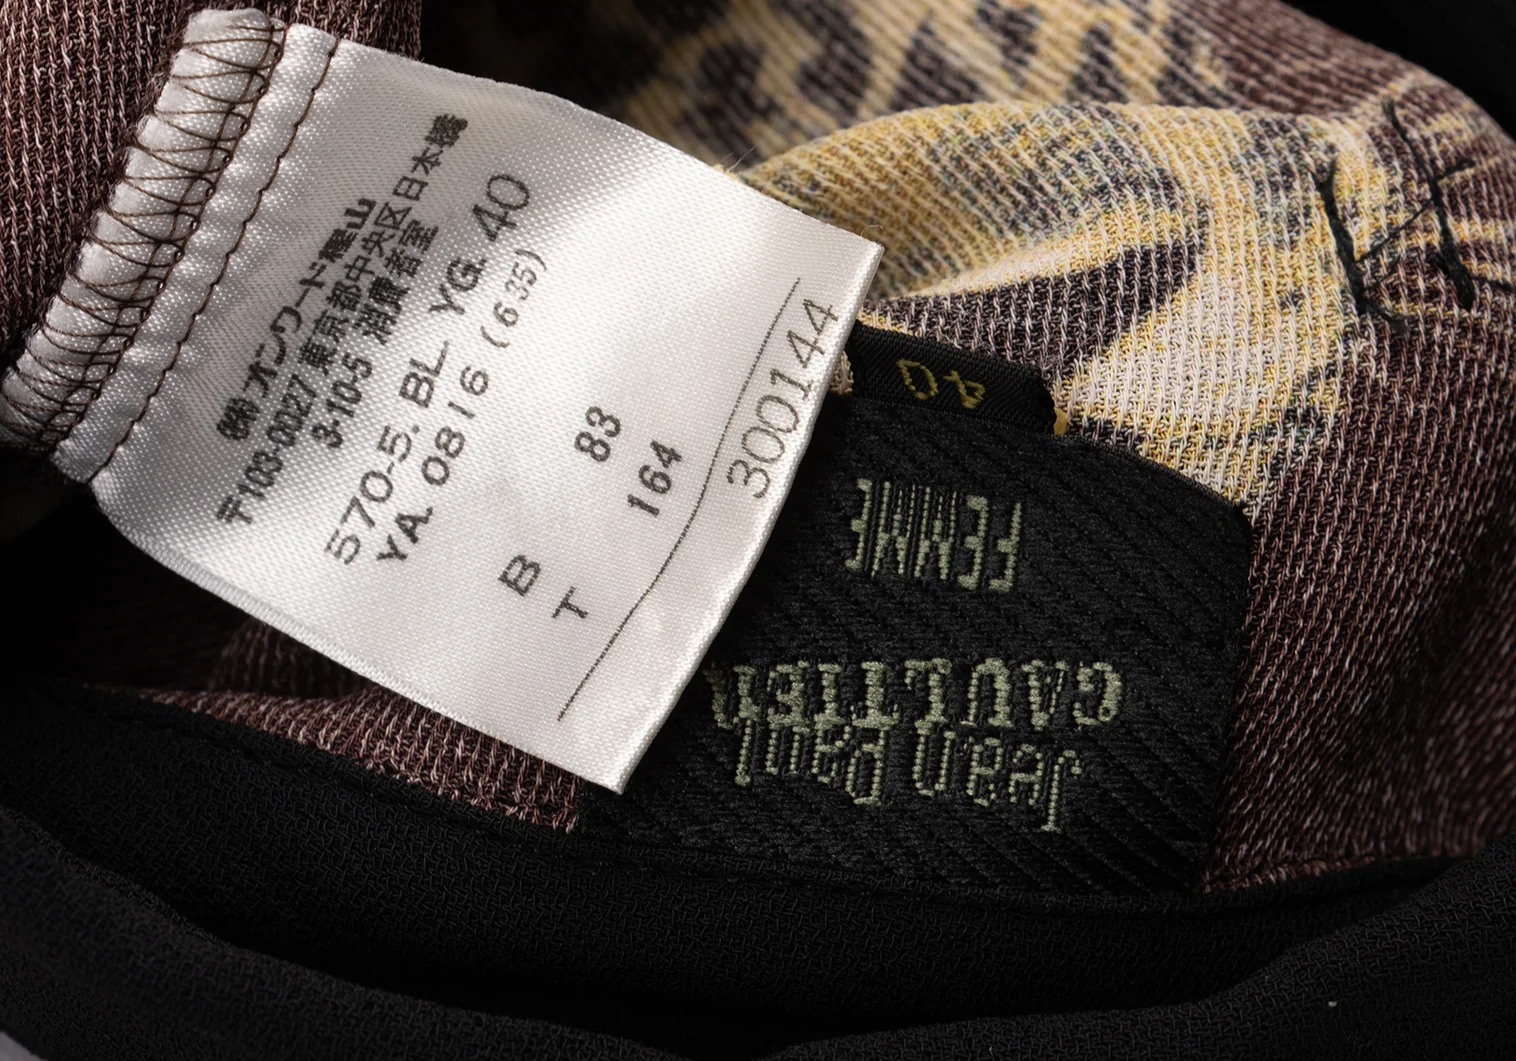 ㈱オンワード樫山
〒103-0027 東京都中央区日本橋
3-10-5 消費者室
570-5. BL. YG. 40
YA. 0816 (635)
B 83
T 164
300144
40
Jean Paul
GAULTIER
FEMME